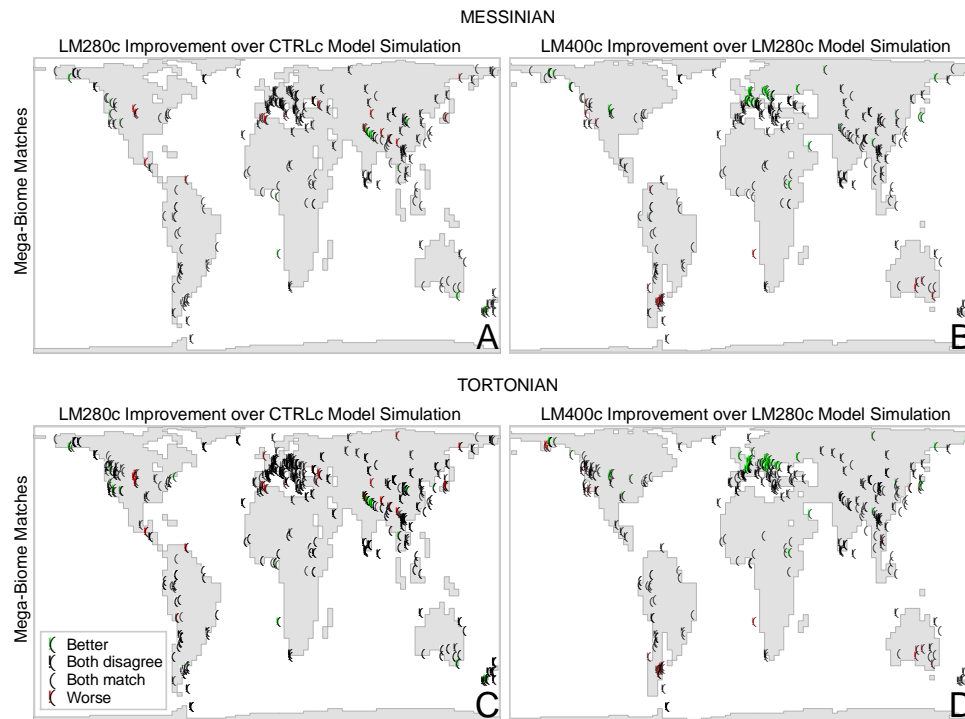 MESSINIAN
LM280c Improvement over CTRLc Model Simulation
LM400c Improvement over LM280c Model Simulation
Mega-Biome Matches
A
B
TORTONIAN
LM280c Improvement over CTRLc Model Simulation
LM400c Improvement over LM280c Model Simulation
Mega-Biome Matches
Better
Both disagree
Both match
Worse
C
D